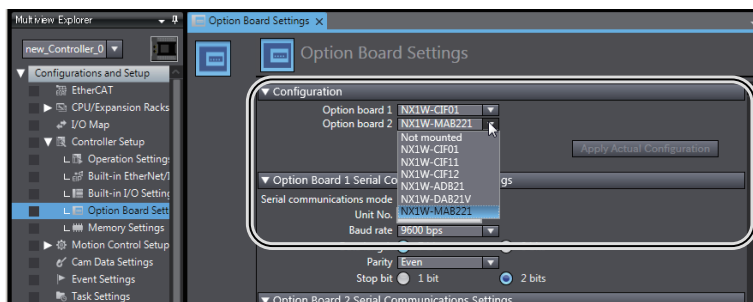 Multiview Explorer
Option Board Settings
new_Controller_0
Configurations and Setup
EtherCAT
CPU/Expansion Racks
I/O Map
Controller Setup
Operation Settings
Built-in EtherNet/I
Built-in I/O Setting
Option Board Sett
Memory Settings
Motion Control Setup
Cam Data Settings
Event Settings
Task Settings
Option Board Settings
Configuration
Option board 1 NX1W-CIF01
Option board 2 NX1W-MAB221
Not mounted
NX1W-CIF01
NX1W-CIF11
NX1W-CIF12
NX1W-ADB21
NX1W-DAB21V
NX1W-MAB221
Apply Actual Configuration
Option Board 1 Serial Co gs
Serial communications mode
Unit No.
Baud rate 9600 bps
Parity Even
Stop bit 1 bit 2 bits
Option Board 2 Serial Communications Settings